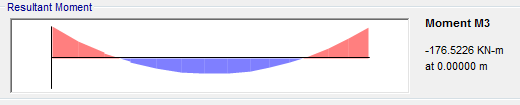 Resultant Moment
Moment M3
-176.5226 KN-m
at 0.00000 m